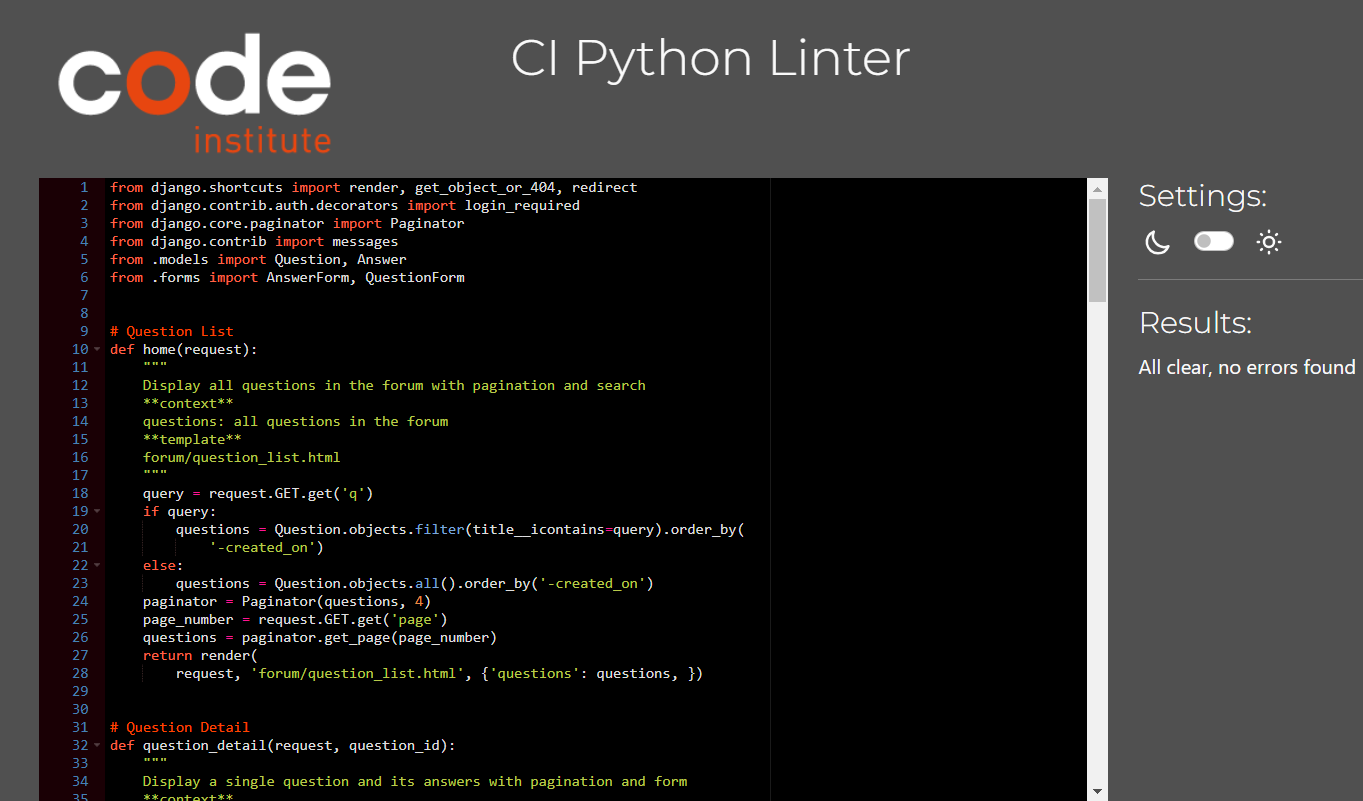 code
institute
CI Python Linter
1 from django.shortcuts import render, get_object_or_404, redirect
2 from django.contrib.auth.decorators import login_required
3 from django.core.paginator import Paginator
4 from django.contrib import messages
5 from .models import Question, Answer
6 from .forms import AnswerForm, QuestionForm
7
8
9 # Question List
10 def home(request):
11     """
12     Display all questions in the forum with pagination and search
13     **context**
14     questions: all questions in the forum
15     **template**
16     forum/question_list.html
17     """
18     query = request.GET.get('q')
19     if query:
20         questions = Question.objects.filter(title__icontains=query).order_by(
21             '-created_on')
22     else:
23         questions = Question.objects.all().order_by('-created_on')
24     paginator = Paginator(questions, 4)
25     page_number = request.GET.get('page')
26     questions = paginator.get_page(page_number)
27     return render(
28         request, 'forum/question_list.html', {'questions': questions, })
29
30
31 # Question Detail
32 def question_detail(request, question_id):
33     """
34     Display a single question and its answers with pagination and form
35     **context**
Settings:
Results:
All clear, no errors found